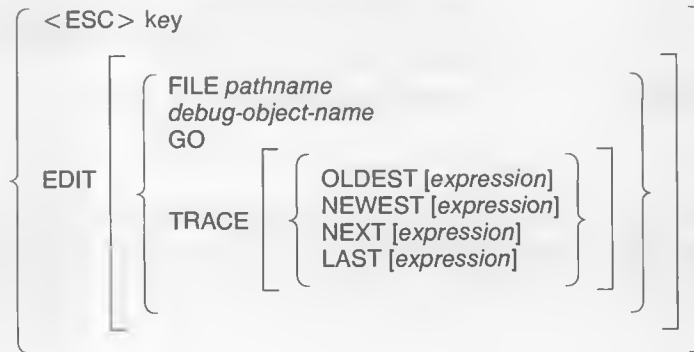 <ESC> key
FILE pathname
debug-object-name
GO
EDIT
OLDEST [expression]
NEWEST [expression]
TRACE
NEXT [expression]
LAST [expression]